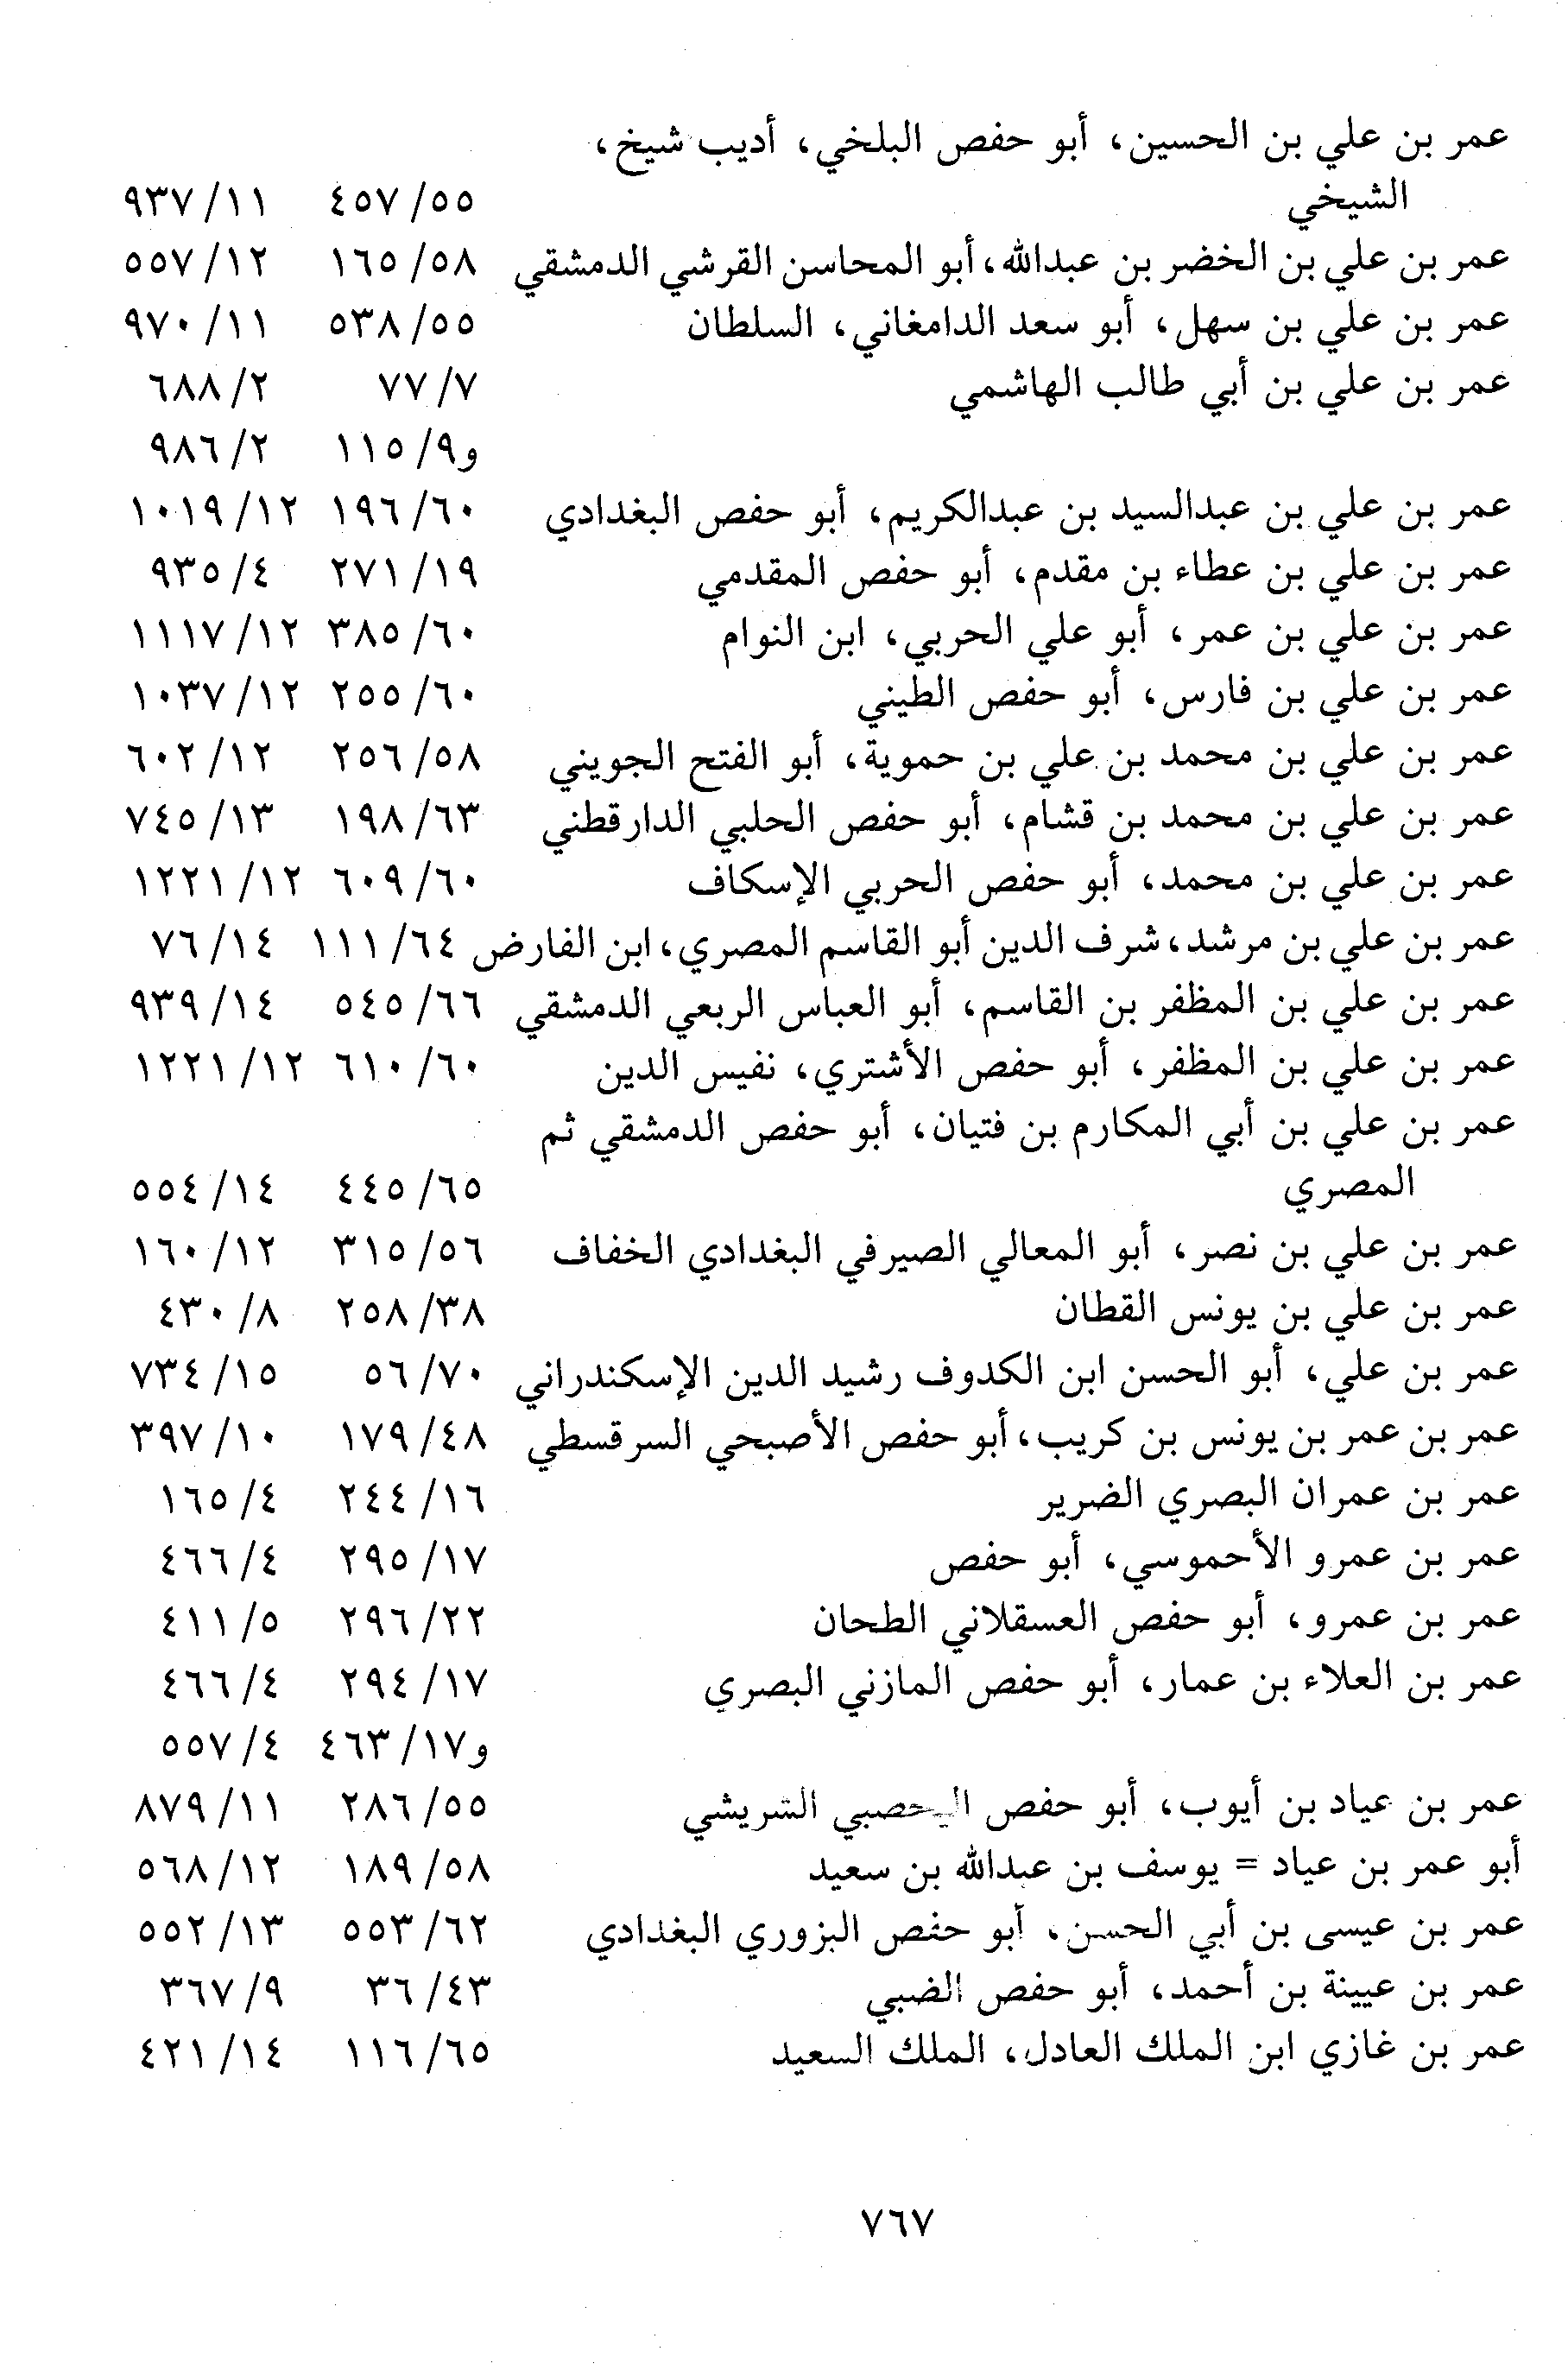 عمر بن علي بن الحسين، أبو حفص البلخي، أديب شيخ،
الشيخي ٤٥٧/٥٥ ٩٣٧/١١
عمر بن علي بن الخضر بن عبدالله، أبو المحاسن القرشي الدمشقي ١٦٥/٥٨ ٥٥٧/١٢
عمر بن علي بن سهل، أبو سعد الدامغاني، السلطان ٥٣٨/٥٥ ٩٧٠/١١
عمر بن علي بن أبي طالب الهاشمي ٧٧/٧ ٦٨٨/٢
و١١٥/٩ ٩٨٦/٢
عمر بن علي بن عبدالسيد بن عبدالكريم، أبو حفص البغدادي ١٩٦/٦٠ ١٠١٩/١٢
عمر بن علي بن عطاء بن مقدم، أبو حفص المقدمي ٢٧١/١٩ ٩٣٥/٤
عمر بن علي بن عمر، أبو علي الحربي، ابن النوام ٣٨٥/٦٠ ١١١٧/١٢
عمر بن علي بن فارس، أبو حفص الطيني ٢٥٥/٦٠ ١٠٣٧/١٢
عمر بن علي بن محمد بن علي بن حموية، أبو الفتح الجويني ٢٥٦/٥٨ ٦٠٢/١٢
عمر بن علي بن محمد بن قشام، أبو حفص الحلبي الدارقطني ١٩٨/٦٣ ٧٤٥/١٣
عمر بن علي بن محمد، أبو حفص الحربي الإسكاف ٦٠٩/٦٠ ١٢٢١/١٢
عمر بن علي بن مرشد، شرف الدين أبو القاسم المصري، ابن الفارض ١١١/٦٤ ٧٦/١٤
عمر بن علي بن المظفر بن القاسم، أبو العباس الربعي الدمشقي ٥٤٥/٦٦ ٩٣٩/١٤
عمر بن علي بن المظفر، أبو حفص الأشتري، نفيس الدين ٦١٠/٦٠ ١٢٢١/١٢
عمر بن علي بن أبي المكارم بن فتيان، أبو حفص الدمشقي ثم
المصري ٤٤٥/٦٥ ٥٥٤/١٤
عمر بن علي بن نصر، أبو المعالي الصيرفي البغدادي الخفاف ٣١٥/٥٦ ١٦٠/١٢
عمر بن علي بن يونس القطان ٢٥٨/٣٨ ٤٣٠/٨
عمر بن علي، أبو الحسن ابن الكدوف رشيد الدين الإسكندراني ٥٦/٧٠ ٧٣٤/١٥
عمر بن عمر بن يونس بن كريب، أبو حفص الأصبحي السرقسطي ١٧٩/٤٨ ٣٩٧/١٠
عمر بن عمران البصري الضرير ٢٤٤/١٦ ١٦٥/٤
عمر بن عمرو الأحموسي، أبو حفص ٢٩٥/١٧ ٤٦٦/٤
عمر بن عمرو، أبو حفص العسقلاني الطحان ٢٩٦/٢٢ ٤١١/٥
عمر بن العلاء بن عمار، أبو حفص المازني البصري ٢٩٤/١٧ ٤٦٦/٤
و٤٦٣/١٧ ٥٥٧/٤
عمر بن عياد بن أيوب، أبو حفص اليحصبي الشريشي ٢٨٦/٥٥ ٨٧٩/١١
أبو عمر بن عياد = يوسف بن عبدالله بن سعيد ١٨٩/٥٨ ٥٦٨/١٢
عمر بن عيسى بن أبي الحسن، أبو حفص البزوري البغدادي ٥٥٣/٦٢ ٥٥٢/١٣
عمر بن عيينة بن أحمد، أبو حفص الضبي ٣٦/٤٣ ٣٦٧/٩
عمر بن غازي ابن الملك العادل، الملك السعيد ١١٦/٦٥ ٤٢١/١٤
٧٦٧